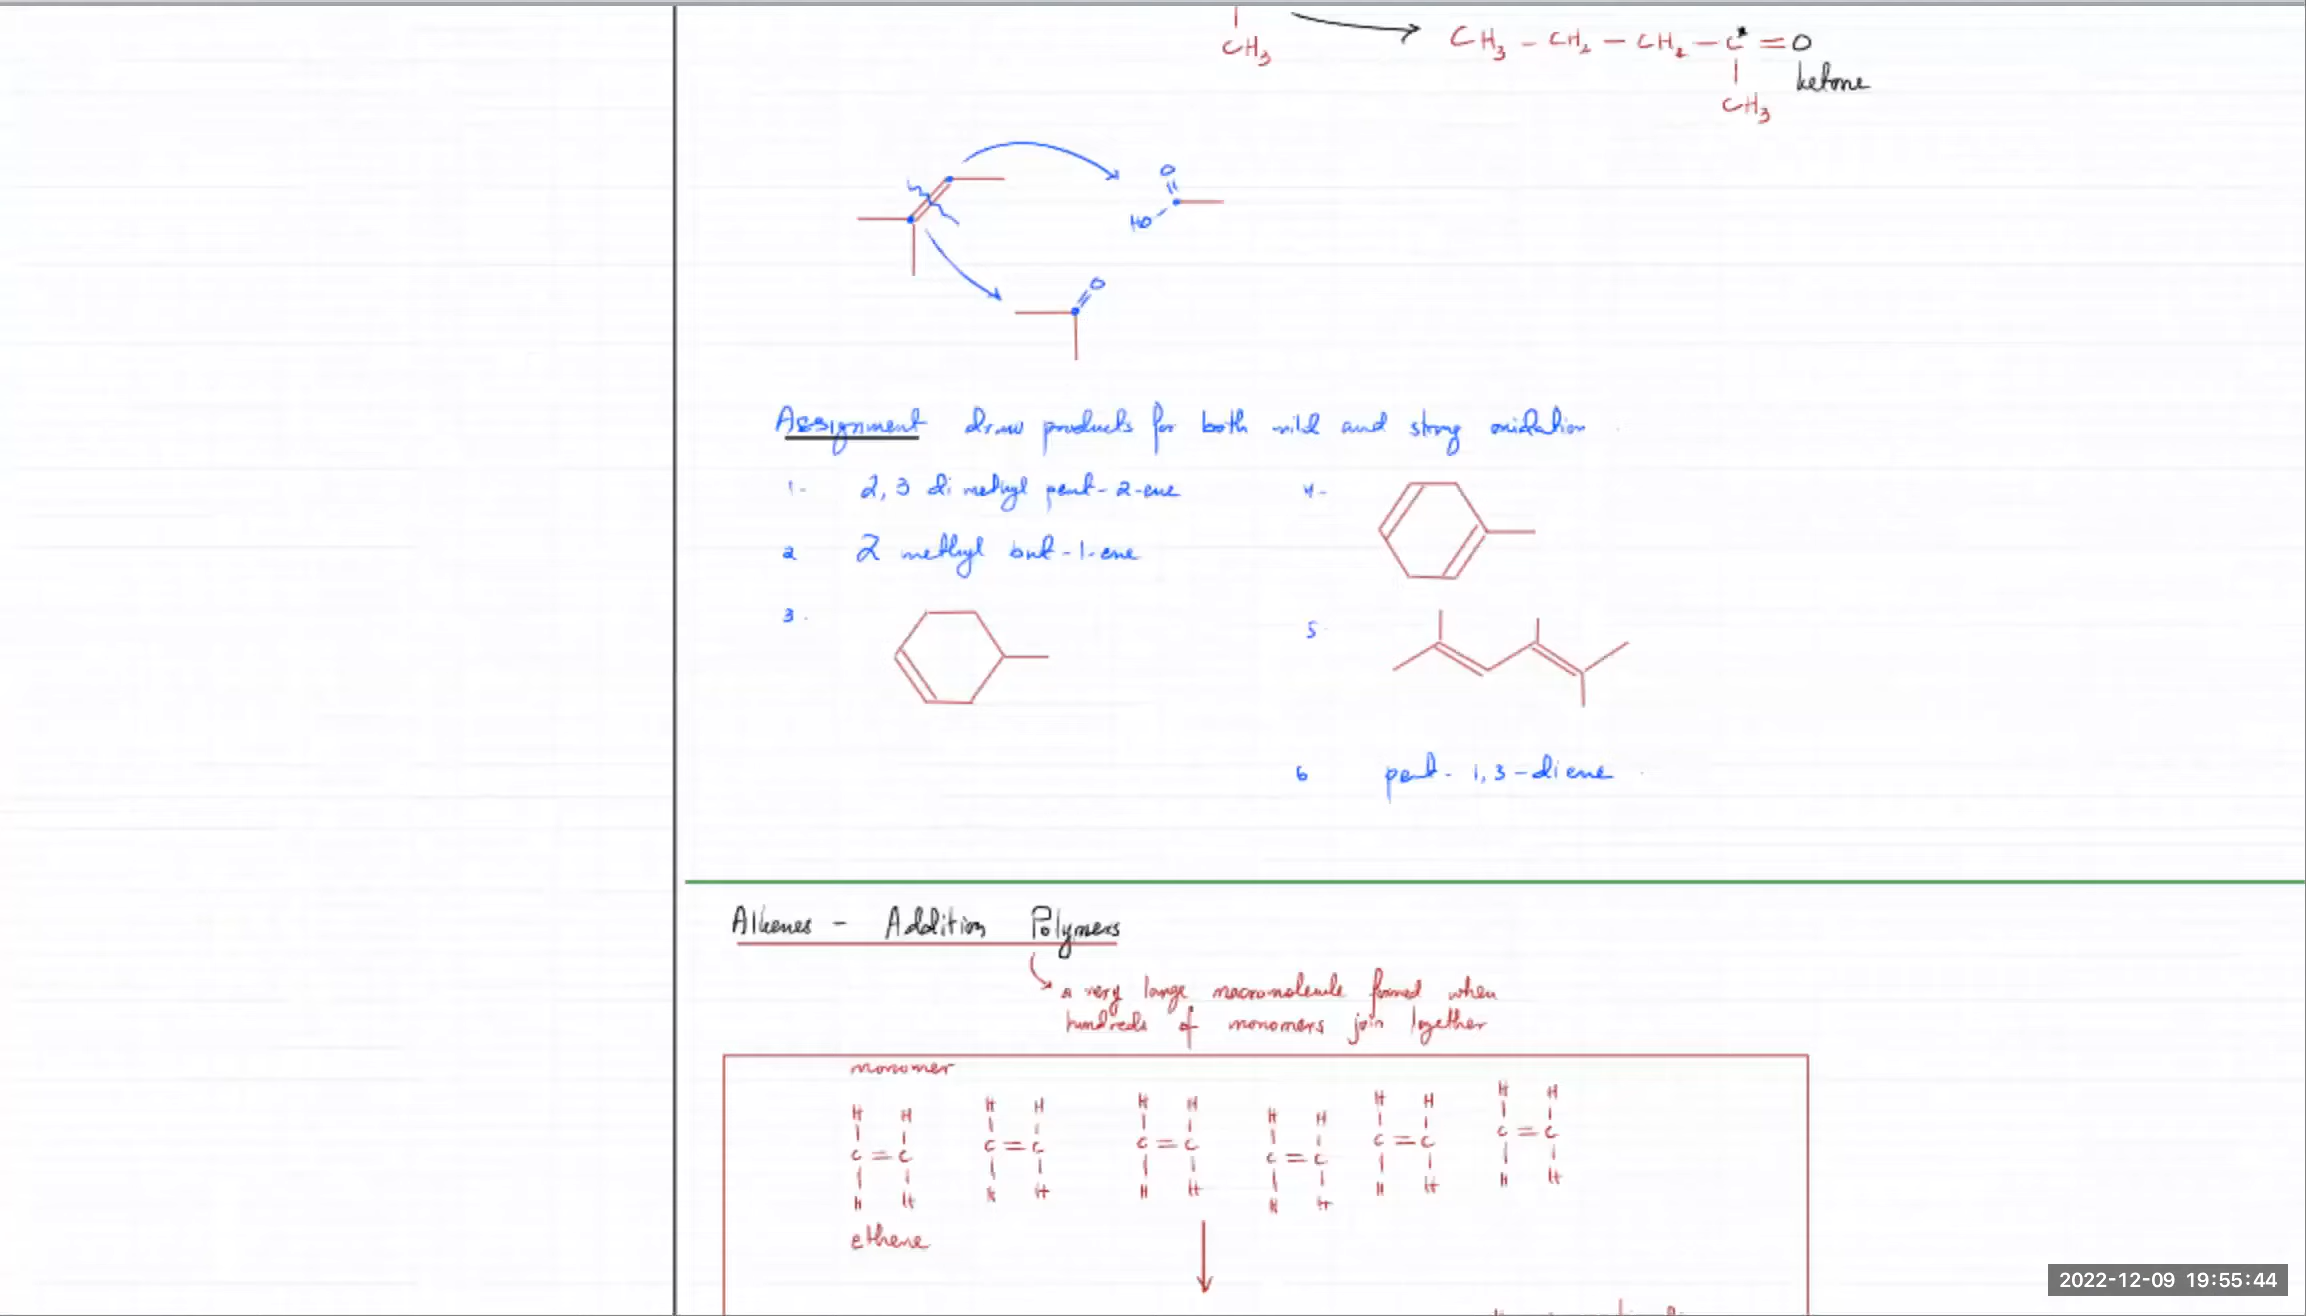 CH3
CH3 - CH2 - CH2 - C* = O
ketone
CH3
O
HO
O
Assignment draw products for both mild and strong oxidation
1- 2,3 di methyl pent-2-ene
2 2 methyl but-1-ene
3.
4-
5
6 pent-1,3-diene
Alkenes - Addition Polymers
a very large macromolecule formed when
hundreds of monomers join together
monomer
H H H H H H H H H H H H
C = C C = C C = C C = C C = C C = C
H H H H H H H H H H H H
ethene
2022-12-09 19:55:44